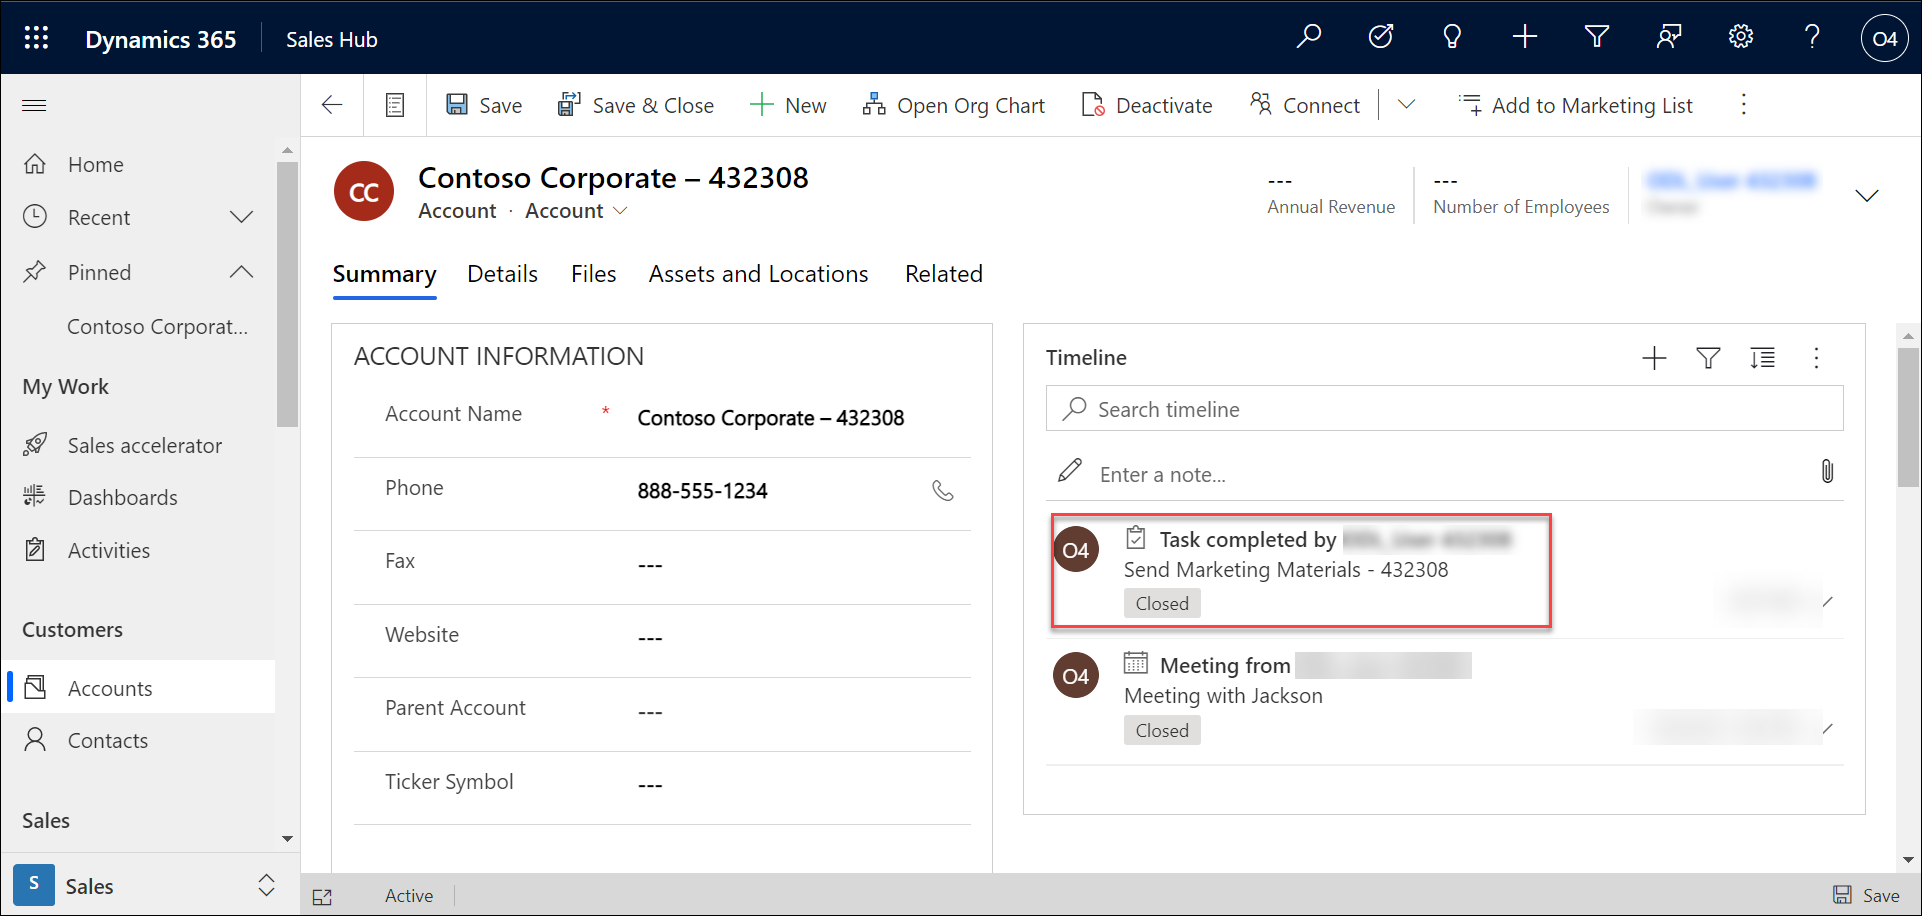 Dynamics 365
Sales Hub
O4
Save
Save & Close
New
Open Org Chart
Deactivate
Connect
Add to Marketing List
Home
Recent
Pinned
Contoso Corporat...
My Work
Sales accelerator
Dashboards
Activities
Customers
Accounts
Contacts
Sales
S
Sales
CC
Contoso Corporate – 432308
Account · Account
---
Annual Revenue
---
Number of Employees
Summary
Details
Files
Assets and Locations
Related
ACCOUNT INFORMATION
Account Name * Contoso Corporate – 432308
Phone 888-555-1234
Fax ---
Website ---
Parent Account ---
Ticker Symbol ---
Timeline
Search timeline
Enter a note...
O4
Task completed by
Send Marketing Materials - 432308
Closed
O4
Meeting from
Meeting with Jackson
Closed
Active
Save